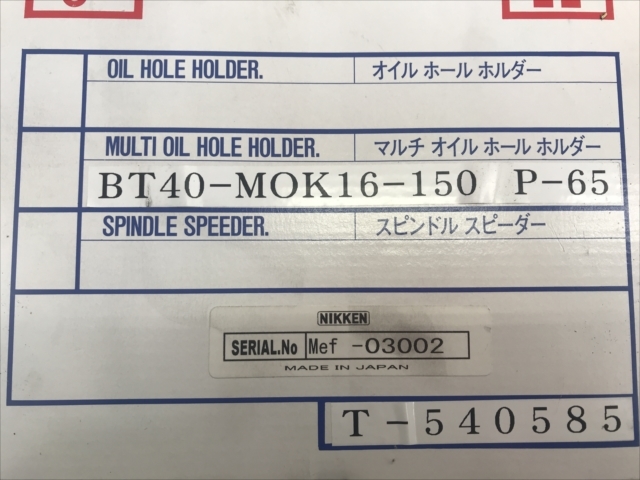 OIL HOLE HOLDER. オイル ホール ホルダー
MULTI OIL HOLE HOLDER. マルチ オイル ホール ホルダー
BT40-MOK16-150 P-65
SPINDLE SPEEDER. スピンドル スピーダー
NIKKEN
SERIAL.No Mef -03002
MADE IN JAPAN
T-540585